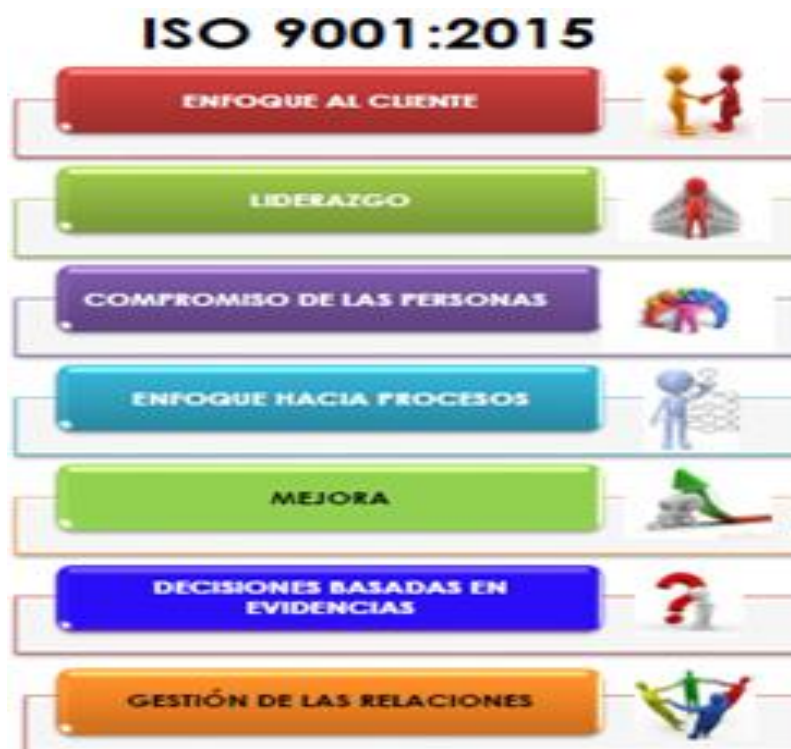 ISO 9001:2015
ENFOQUE AL CLIENTE
LIDERAZGO
COMPROMISO DE LAS PERSONAS
ENFOQUE HACIA PROCESOS
MEJORA
DECISIONES BASADAS EN
EVIDENCIAS
GESTIÓN DE LAS RELACIONES